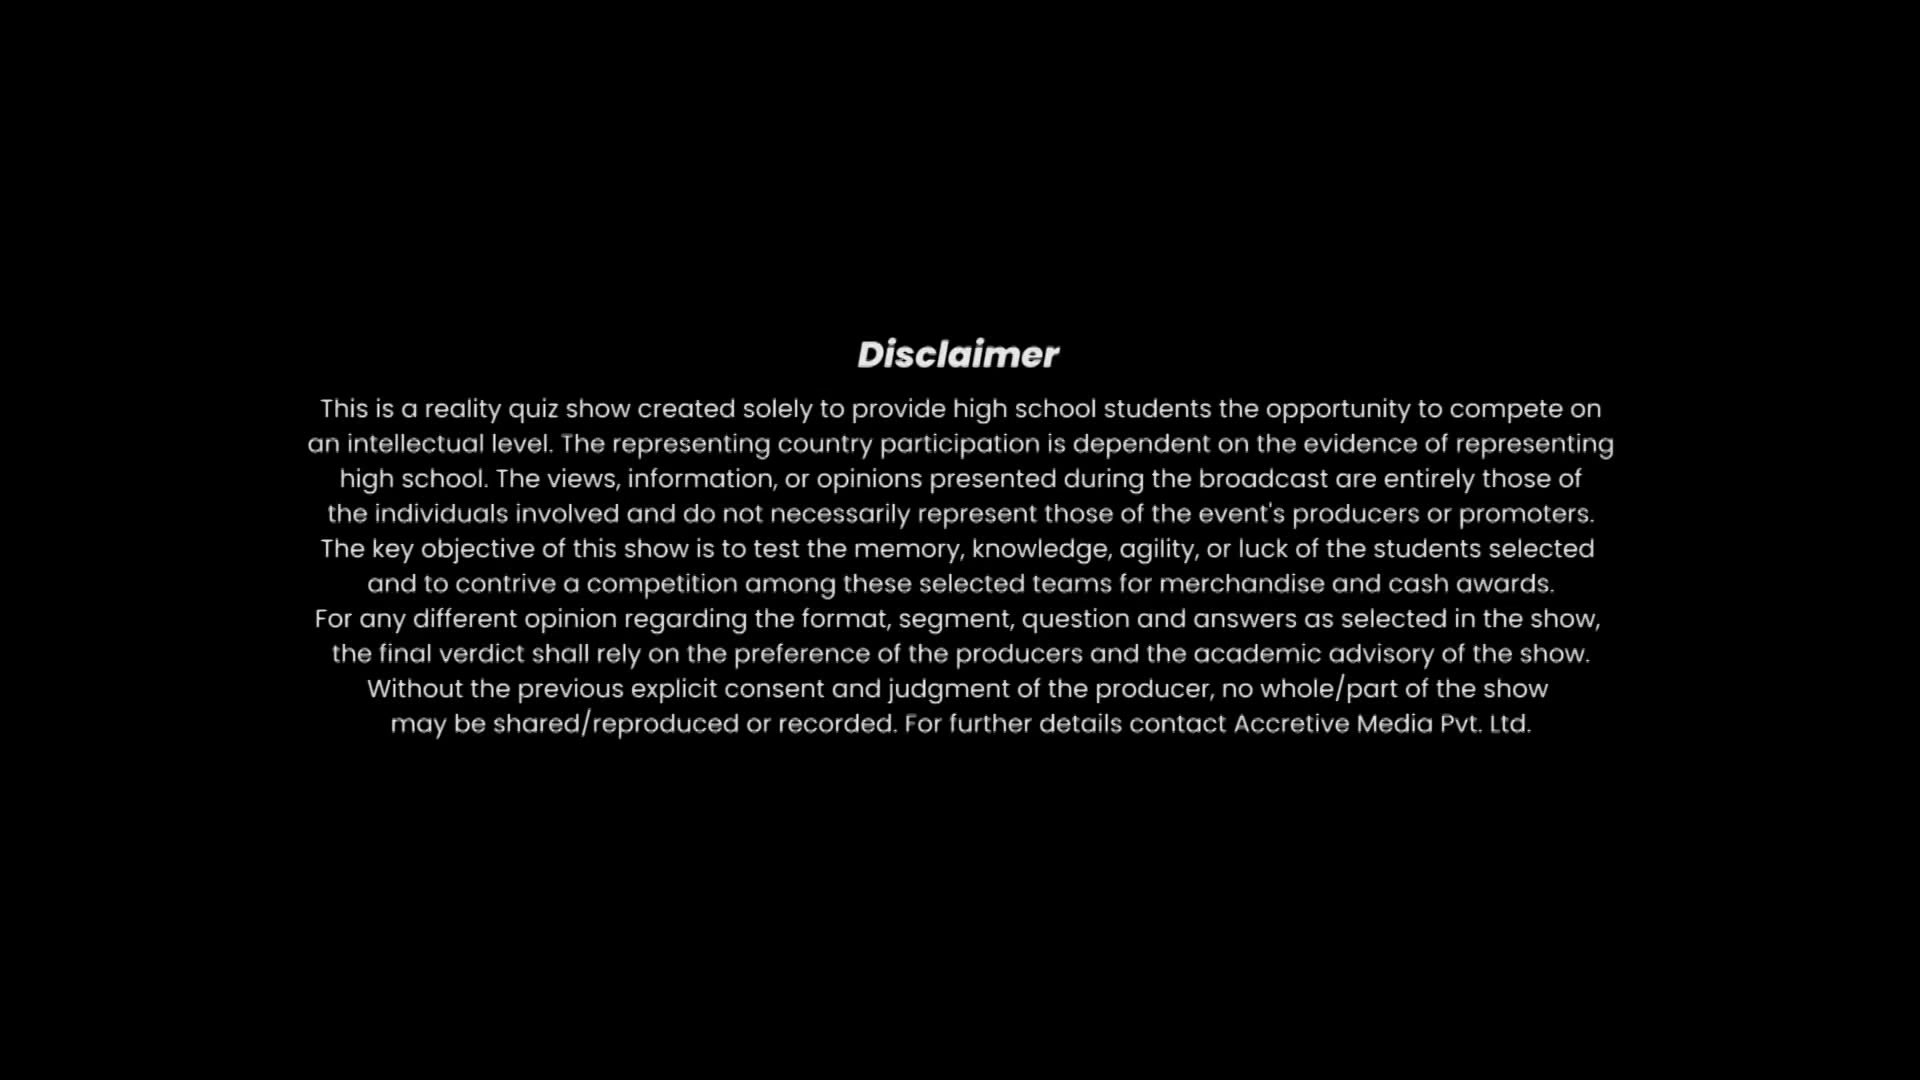 Disclaimer
This is a reality quiz show created solely to provide high school students the opportunity to compete on
an intellectual level. The representing country participation is dependent on the evidence of representing
high school. The views, information, or opinions presented during the broadcast are entirely those of
the individuals involved and do not necessarily represent those of the event's producers or promoters.
The key objective of this show is to test the memory, knowledge, agility, or luck of the students selected
and to contrive a competition among these selected teams for merchandise and cash awards.
For any different opinion regarding the format, segment, question and answers as selected in the show,
the final verdict shall rely on the preference of the producers and the academic advisory of the show.
Without the previous explicit consent and judgment of the producer, no whole/part of the show
may be shared/reproduced or recorded. For further details contact Accretive Media Pvt. Ltd.